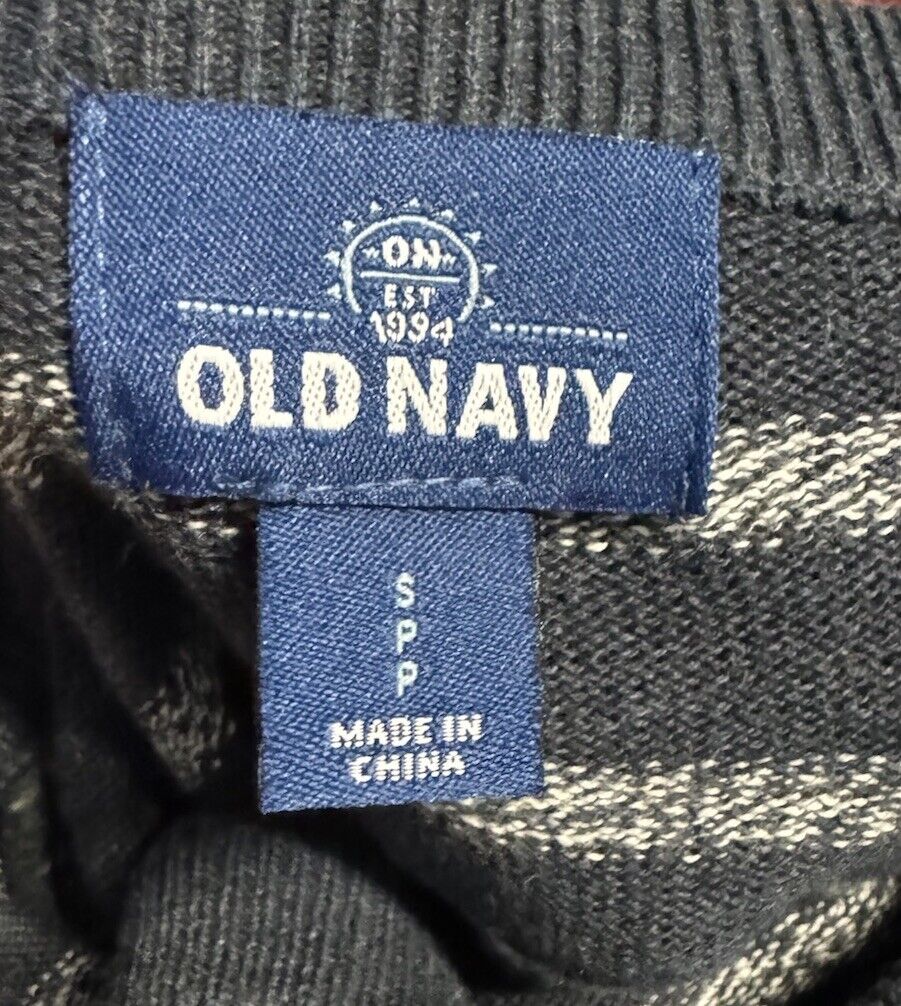 ON
EST.
1994
OLD NAVY
S
P
P
MADE IN
CHINA